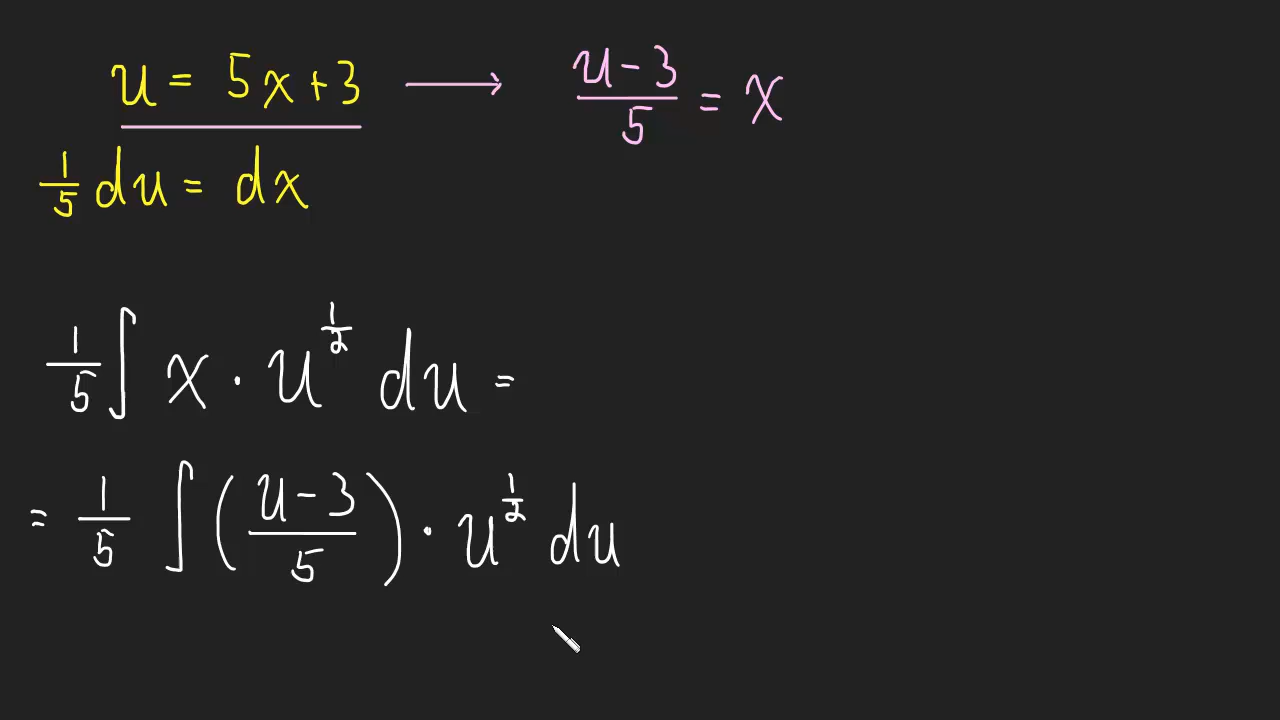 u = 5x+3 → (u-3)/5 = x
1/5 du = dx
1/5 ∫ x · u^(1/2) du =
= 1/5 ∫ ((u-3)/5) · u^(1/2) du